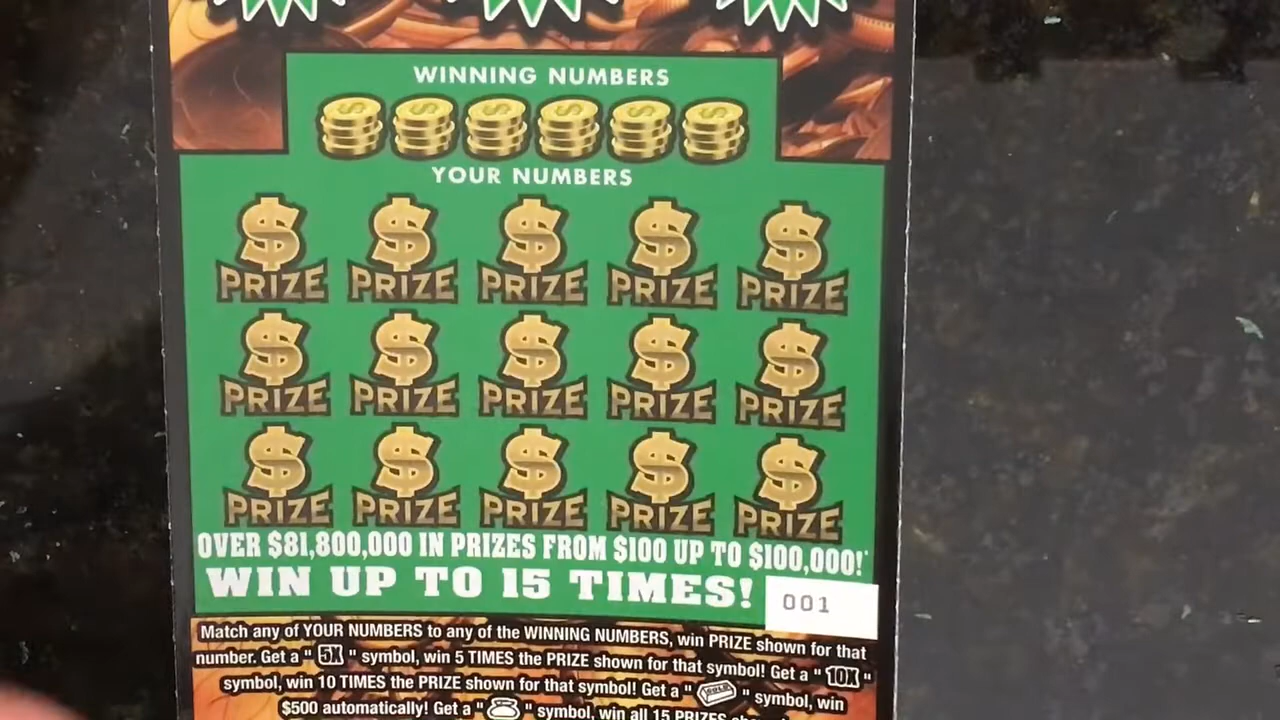 WINNING NUMBERS
YOUR NUMBERS
$ $ $ $ $
PRIZE PRIZE PRIZE PRIZE PRIZE
$ $ $ $ $
PRIZE PRIZE PRIZE PRIZE PRIZE
$ $ $ $ $
PRIZE PRIZE PRIZE PRIZE PRIZE
OVER $81,800,000 IN PRIZES FROM $100 UP TO $100,000!*
WIN UP TO 15 TIMES!
001
Match any of YOUR NUMBERS to any of the WINNING NUMBERS, win PRIZE shown for that
number. Get a "5X" symbol, win 5 TIMES the PRIZE shown for that symbol! Get a "10X"
symbol, win 10 TIMES the PRIZE shown for that symbol! Get a " GOLD " symbol, win
$500 automatically! Get a " " symbol, win all 15 PRIZES